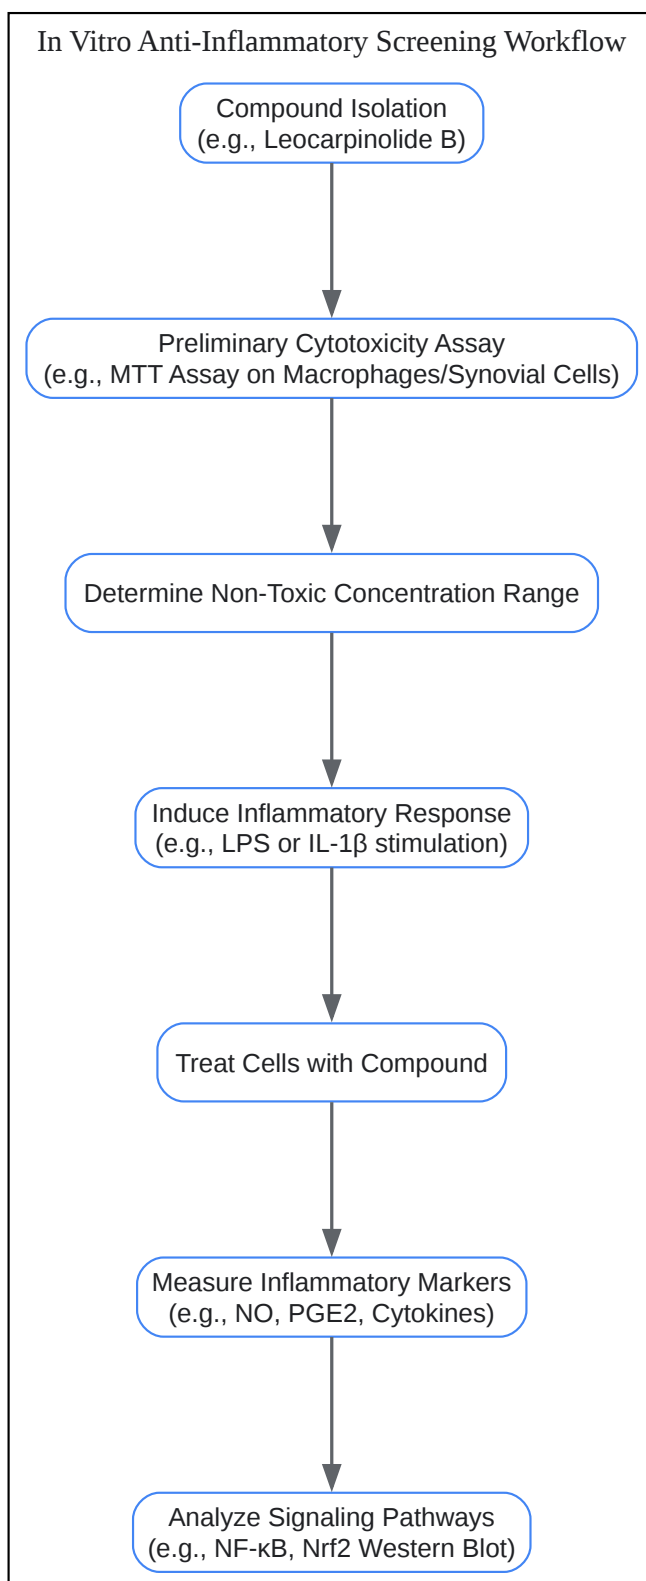 In Vitro Anti-Inflammatory Screening Workflow
Compound Isolation
(e.g., Leocarpinolide B)
Preliminary Cytotoxicity Assay
(e.g., MTT Assay on Macrophages/Synovial Cells)
Determine Non-Toxic Concentration Range
Induce Inflammatory Response
(e.g., LPS or IL-1β stimulation)
Treat Cells with Compound
Measure Inflammatory Markers
(e.g., NO, PGE2, Cytokines)
Analyze Signaling Pathways
(e.g., NF-κB, Nrf2 Western Blot)